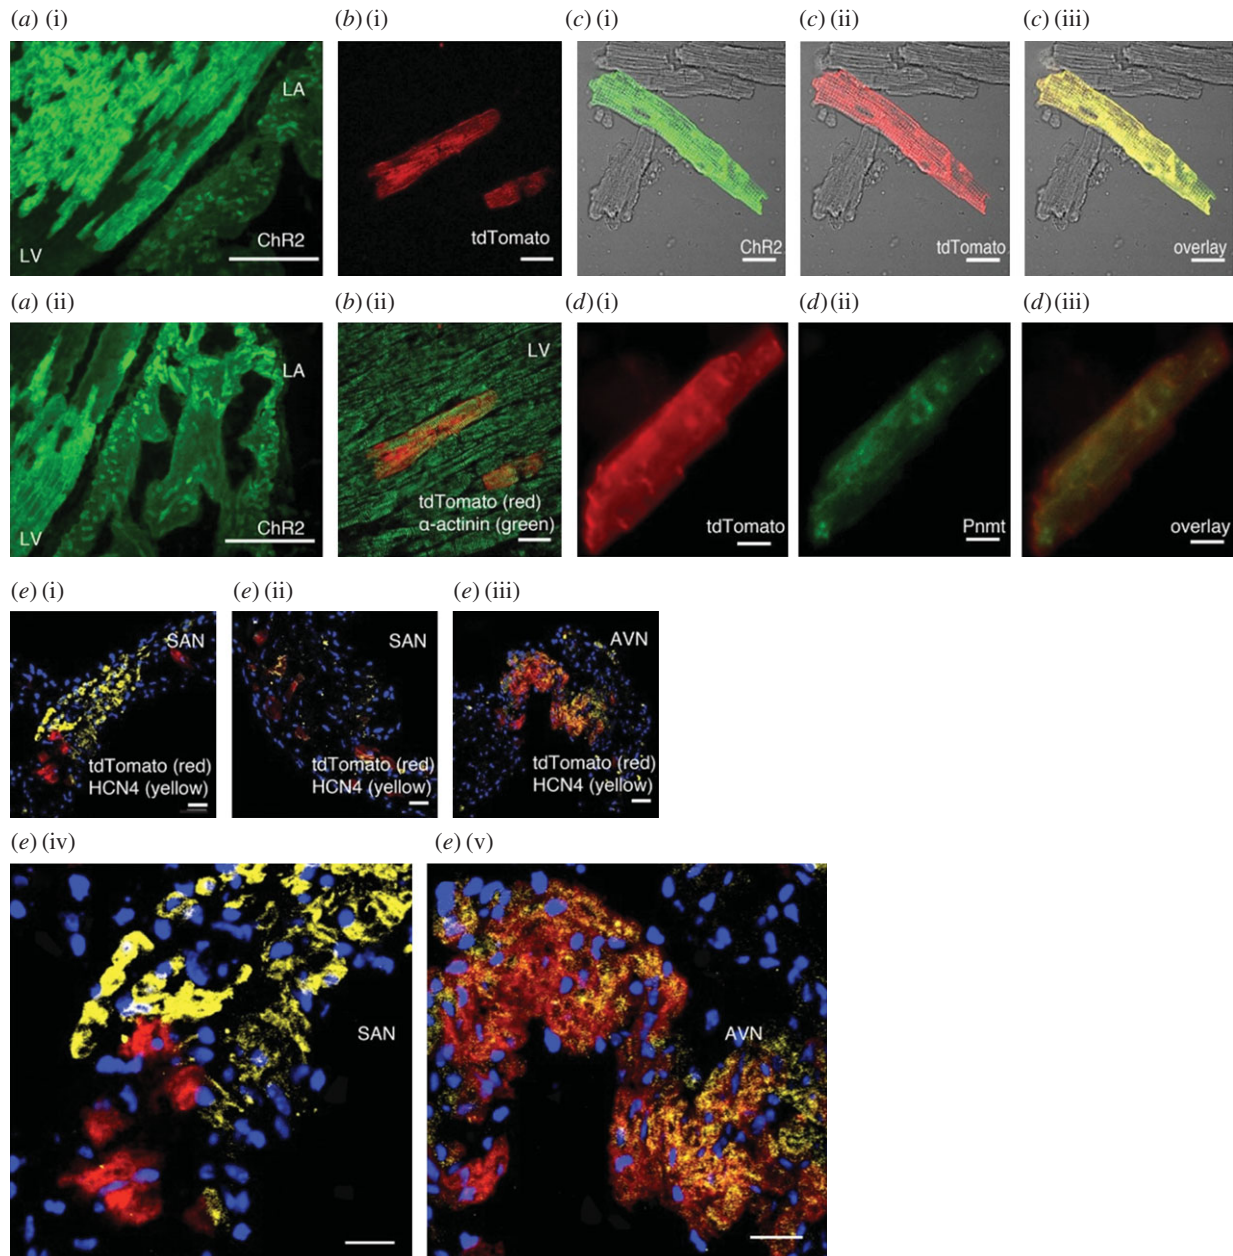 (a) (i)
(b) (i)
(c) (i)
(c) (ii)
(c) (iii)
LA
ChR2
LV
tdTomato
ChR2
tdTomato
overlay
(a) (ii)
(b) (ii)
(d) (i)
(d) (ii)
(d) (iii)
LA
ChR2
LV
LV
tdTomato (red)
α-actinin (green)
tdTomato
Pnmt
overlay
(e) (i)
(e) (ii)
(e) (iii)
SAN
tdTomato (red)
HCN4 (yellow)
SAN
tdTomato (red)
HCN4 (yellow)
AVN
tdTomato (red)
HCN4 (yellow)
(e) (iv)
(e) (v)
SAN
AVN